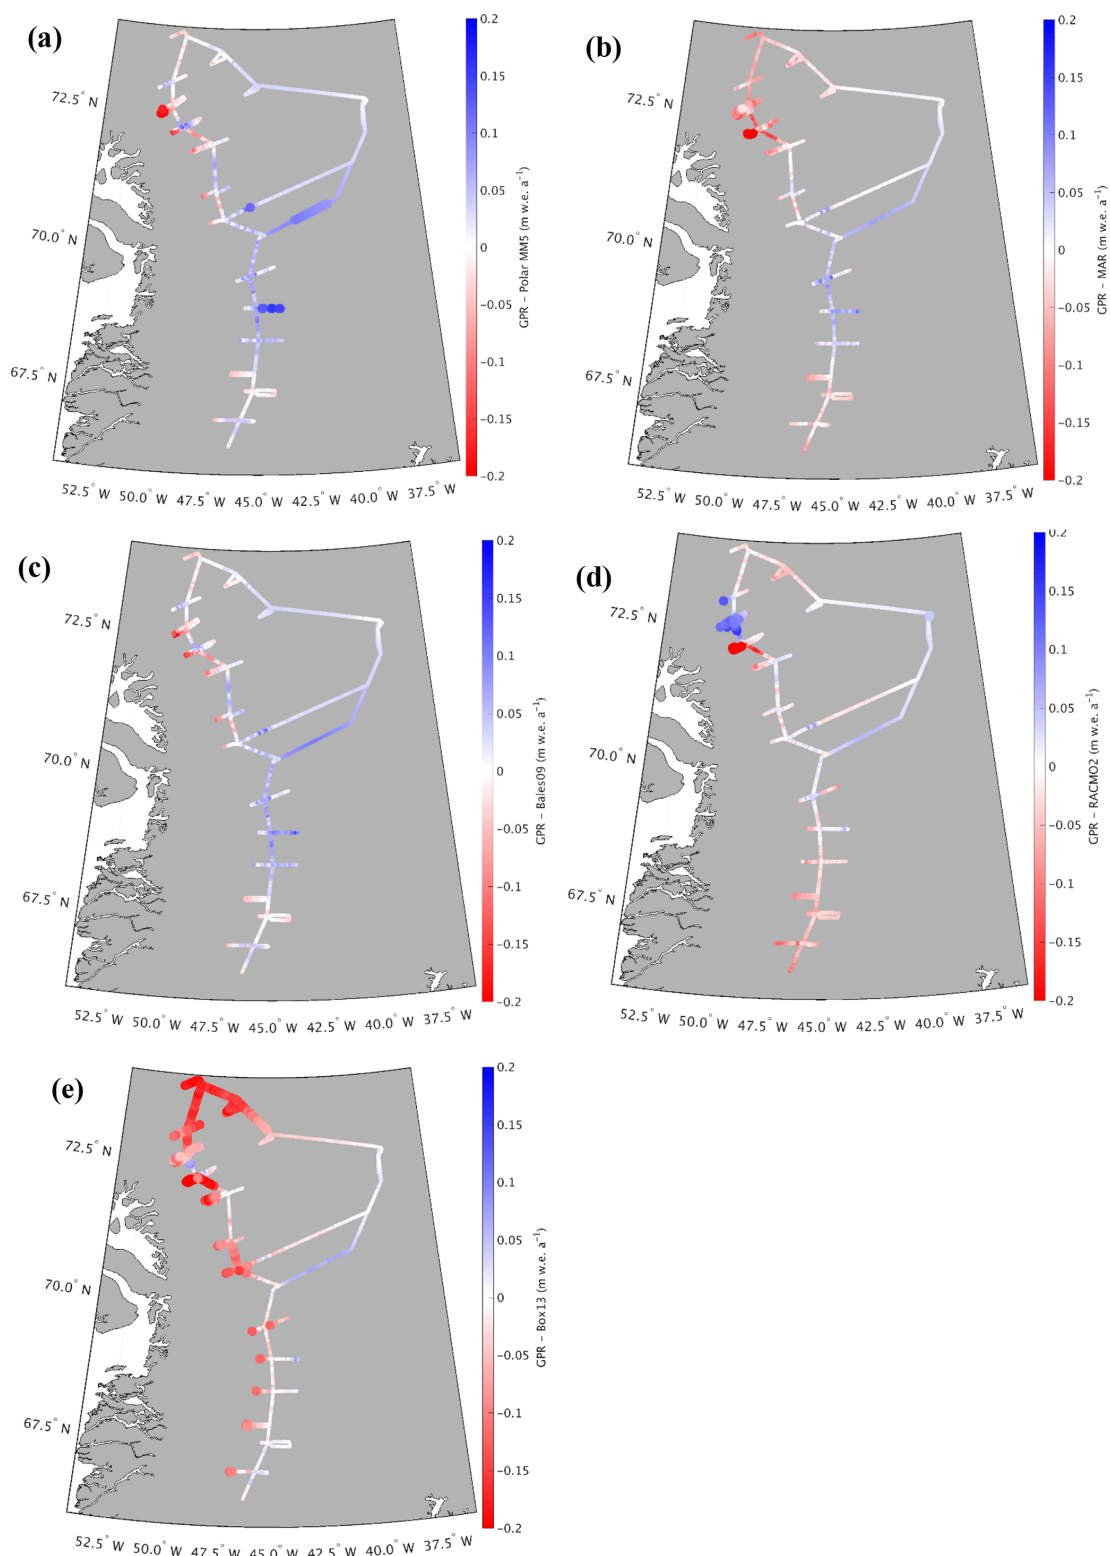 (a)
72.5° N
70.0° N
67.5° N
52.5° W 50.0° W 47.5° W 45.0° W 42.5° W 40.0° W 37.5° W
0.2
0.15
0.1
0.05
0
−0.05
−0.1
−0.15
−0.2
GPR − Polar MM5 (m w.e. a⁻¹)
(b)
72.5° N
70.0° N
67.5° N
52.5° W 50.0° W 47.5° W 45.0° W 42.5° W 40.0° W 37.5° W
0.2
0.15
0.1
0.05
0
−0.05
−0.1
−0.15
−0.2
GPR − MAR (m w.e. a⁻¹)
(c)
72.5° N
70.0° N
67.5° N
52.5° W 50.0° W 47.5° W 45.0° W 42.5° W 40.0° W 37.5° W
0.2
0.15
0.1
0.05
0
−0.05
−0.1
−0.15
−0.2
GPR − Bales09 (m w.e. a⁻¹)
(d)
72.5° N
70.0° N
67.5° N
52.5° W 50.0° W 47.5° W 45.0° W 42.5° W 40.0° W 37.5° W
0.2
0.15
0.1
0.05
0
−0.05
−0.1
−0.15
−0.2
GPR − RACMO2 (m w.e. a⁻¹)
(e)
72.5° N
70.0° N
67.5° N
52.5° W 50.0° W 47.5° W 45.0° W 42.5° W 40.0° W 37.5° W
0.2
0.15
0.1
0.05
0
−0.05
−0.1
−0.15
−0.2
GPR − Box13 (m w.e. a⁻¹)